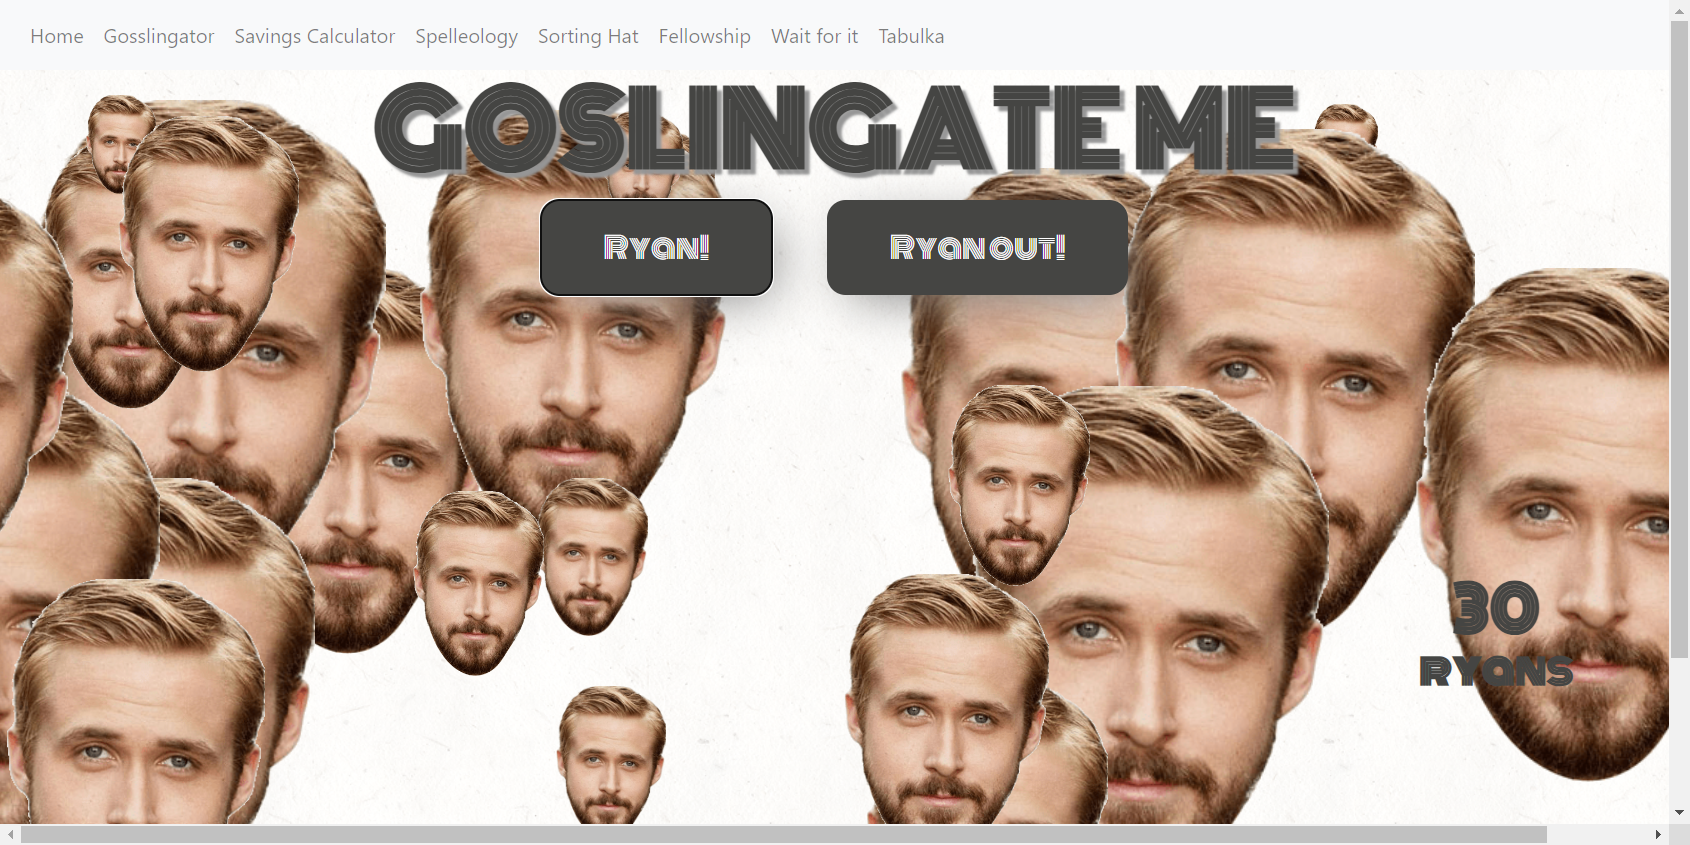 Home Gosslingator Savings Calculator Spelleology Sorting Hat Fellowship Wait for it Tabulka
GOSLINGATE ME
Ryan!
Ryan out!
30
RYANS